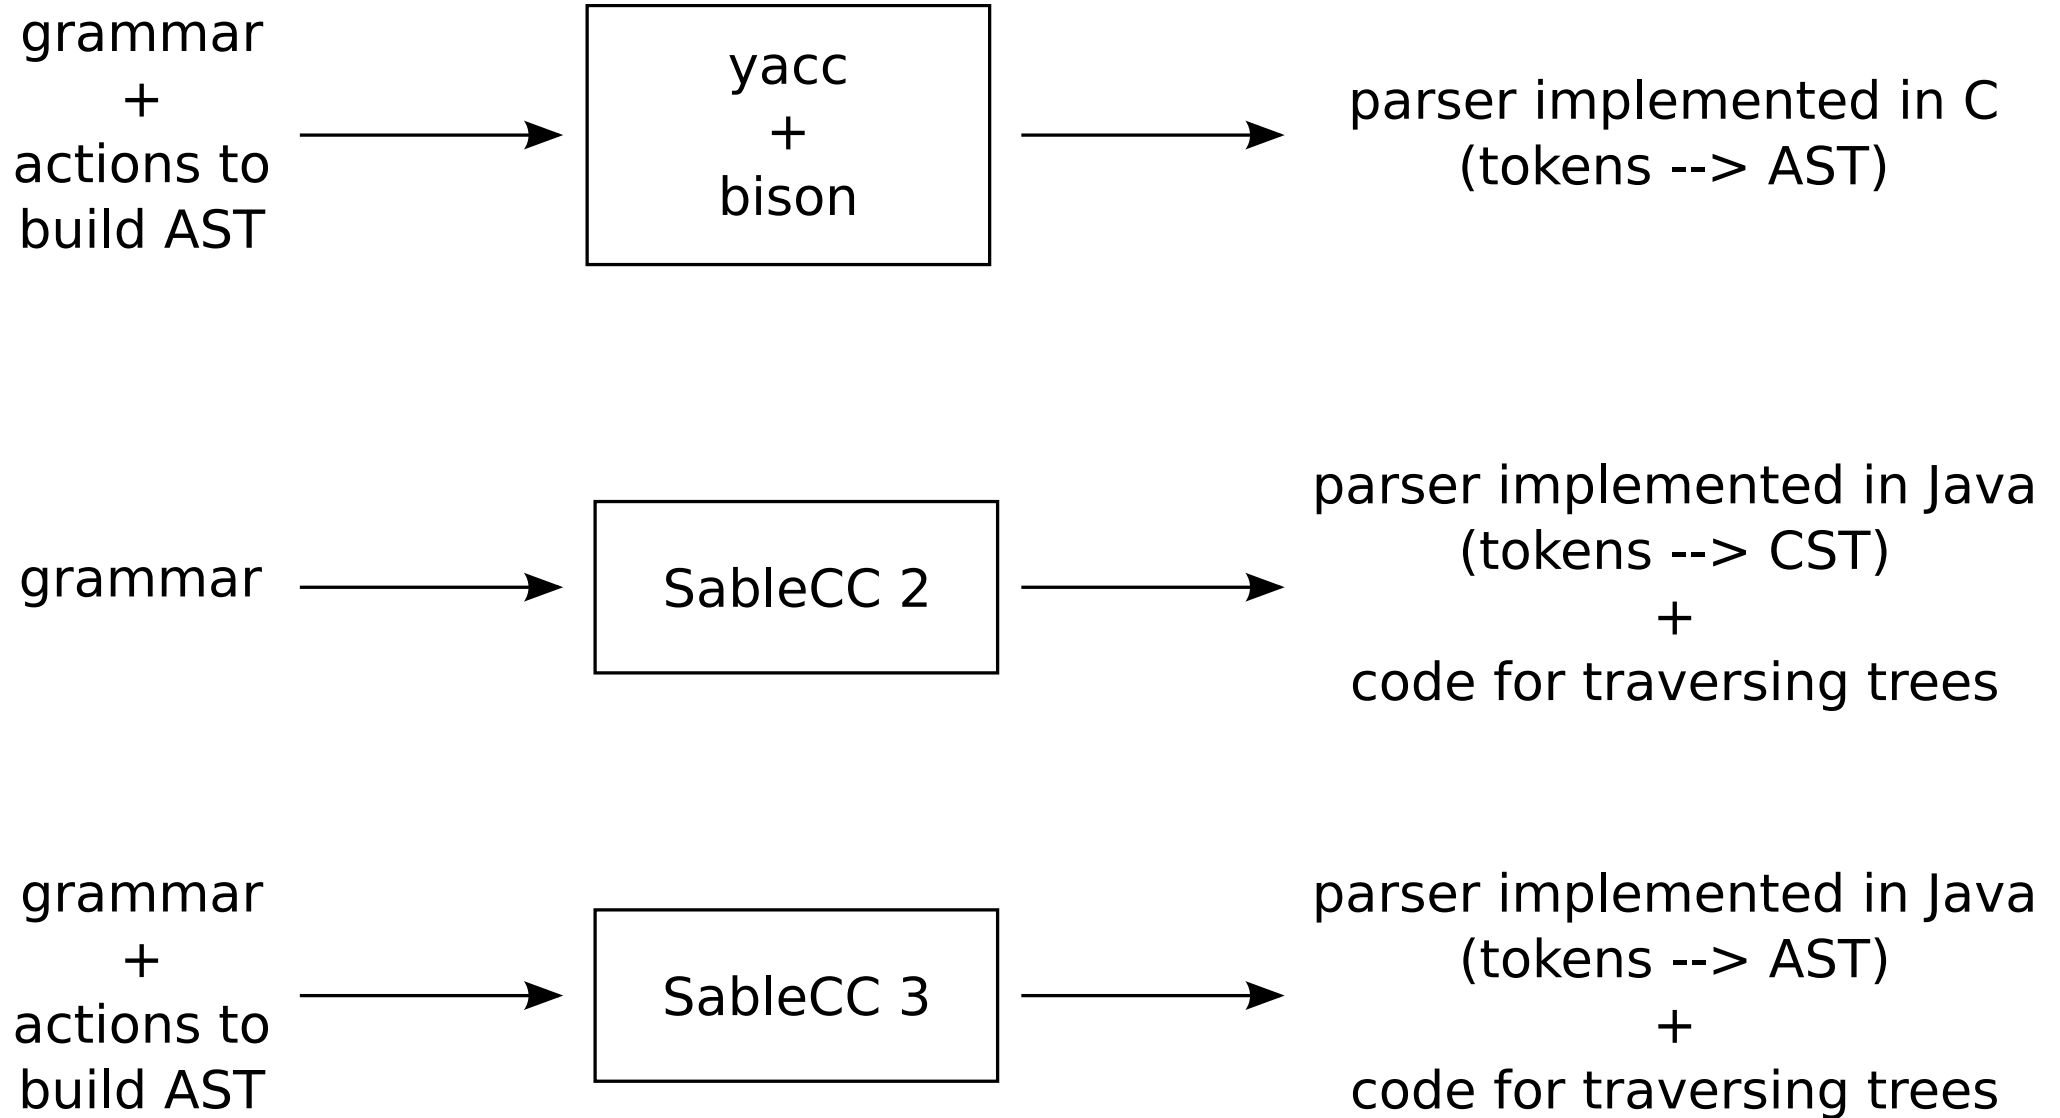 grammar
+
actions to
build AST
yacc
+
bison
parser implemented in C
(tokens --> AST)
grammar
SableCC 2
parser implemented in Java
(tokens --> CST)
+
code for traversing trees
grammar
+
actions to
build AST
SableCC 3
parser implemented in Java
(tokens --> AST)
+
code for traversing trees